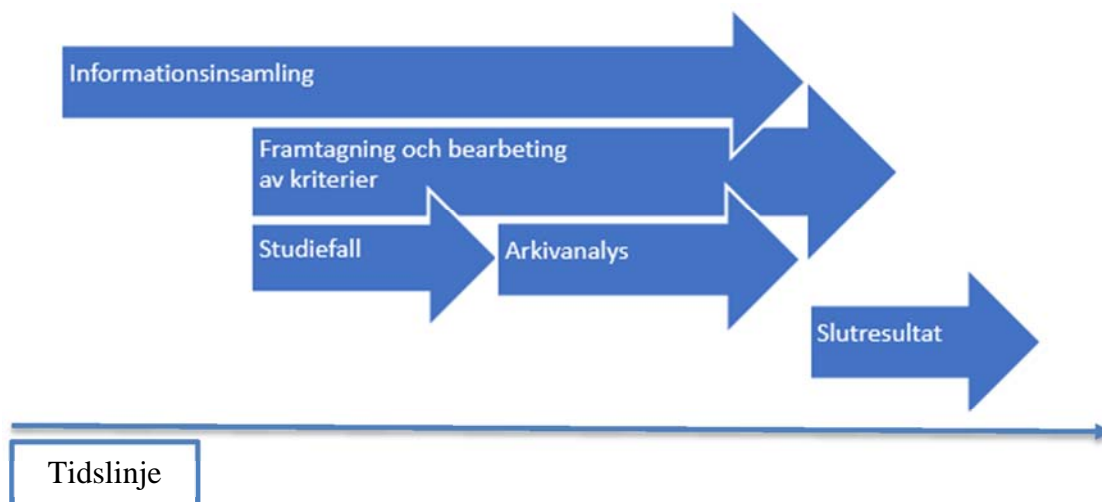 Informationsinsamling
Framtagning och bearbeting
av kriterier
Studiefall
Arkivanalys
Slutresultat
Tidslinje